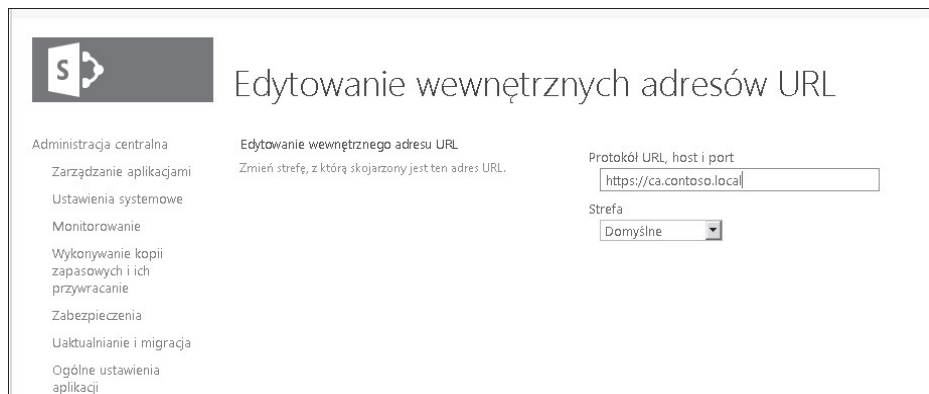 S
Edytowanie wewnętrznych adresów URL
Administracja centralna
Zarządzanie aplikacjami
Ustawienia systemowe
Monitorowanie
Wykonywanie kopii
zapasowych i ich
przywracanie
Zabezpieczenia
Uaktualnianie i migracja
Ogólne ustawienia
aplikacji
Edytowanie wewnętrznego adresu URL
Zmień strefę, z którą skojarzony jest ten adres URL.
Protokół URL, host i port
https://ca.contoso.local
Strefa
Domyślne